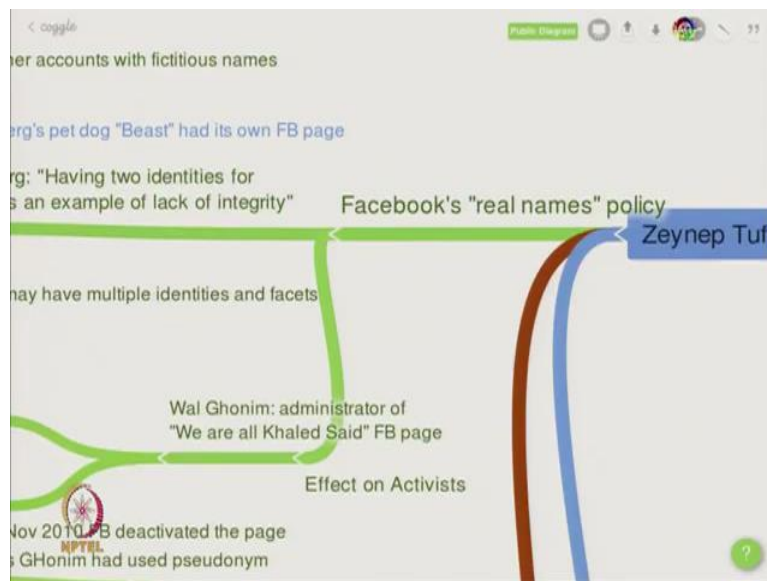 < coggle
Public Diagram
"
er accounts with fictitious names
erg's pet dog "Beast" had its own FB page
rg: "Having two identities for
s an example of lack of integrity"
Facebook's "real names" policy
Zeynep Tuf
may have multiple identities and facets
Wal Ghonim: administrator of
"We are all Khaled Said" FB page
Effect on Activists
Nov 2010 FB deactivated the page
s GHonim had used pseudonym
NPTEL
?